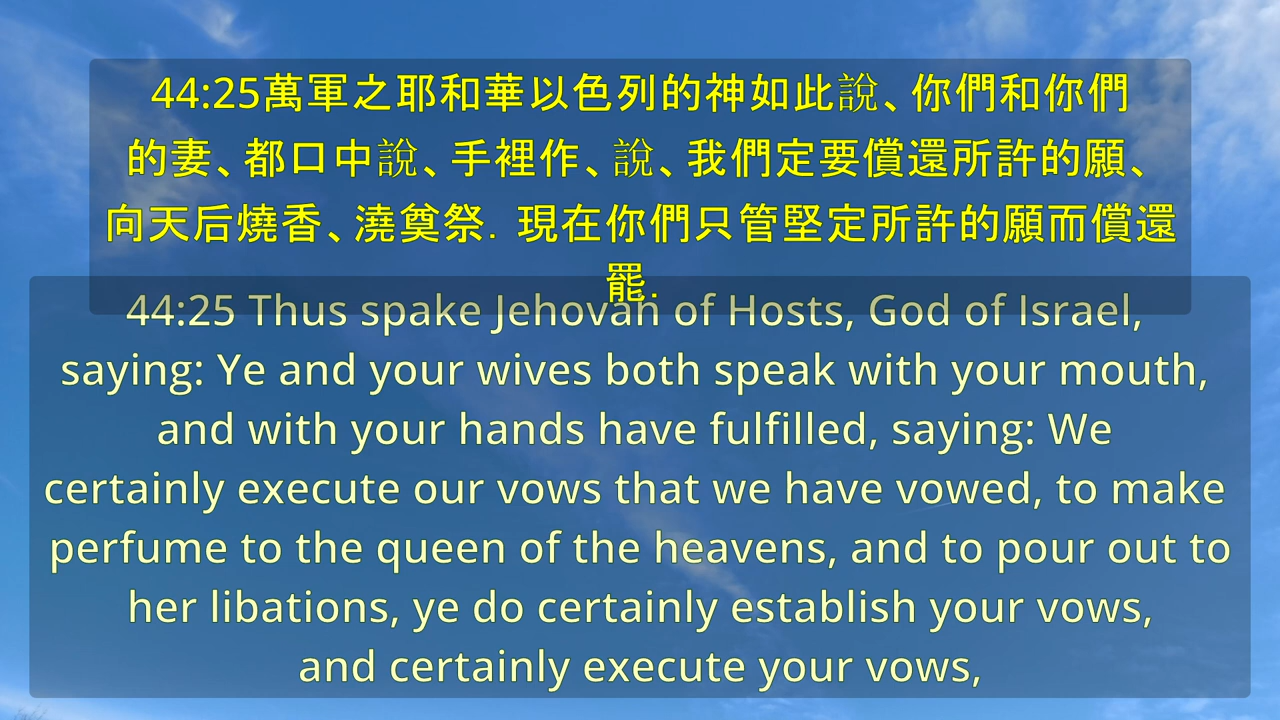 44:25萬軍之耶和華以色列的神如此說、你們和你們
的妻、都口中說、手裡作、說、我們定要償還所許的願、
向天后燒香、澆奠祭．現在你們只管堅定所許的願而償還
罷．
44:25 Thus spake Jehovah of Hosts, God of Israel,
saying: Ye and your wives both speak with your mouth,
and with your hands have fulfilled, saying: We
certainly execute our vows that we have vowed, to make
perfume to the queen of the heavens, and to pour out to
her libations, ye do certainly establish your vows,
and certainly execute your vows,